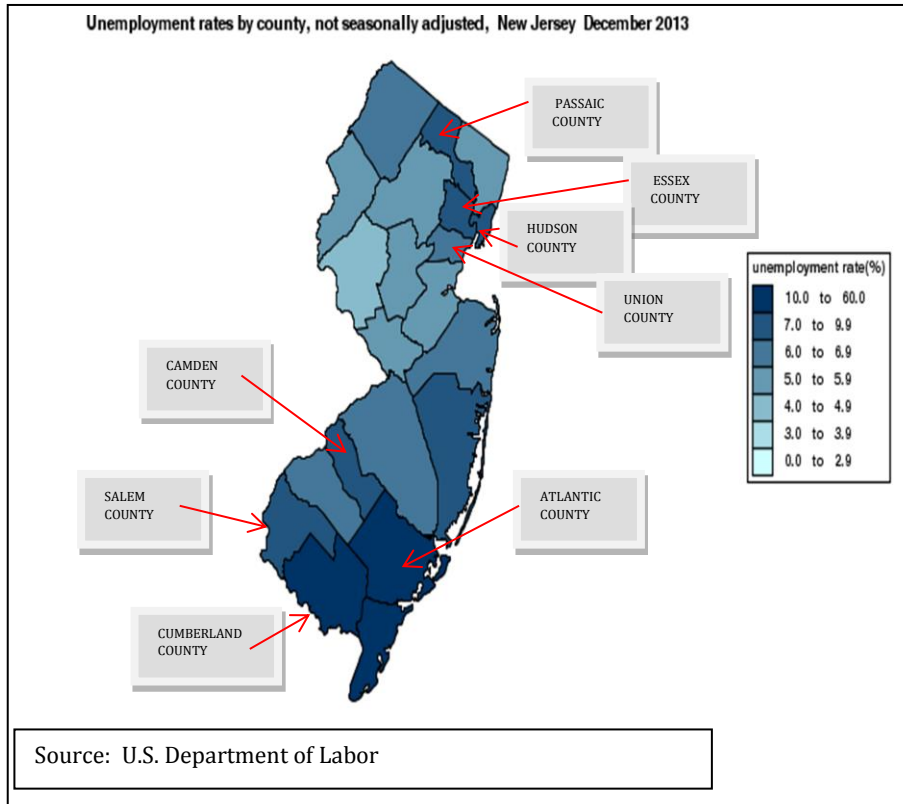 Unemployment rates by county, not seasonally adjusted, New Jersey December 2013
PASSAIC
COUNTY
ESSEX
COUNTY
HUDSON
COUNTY
UNION
COUNTY
unemployment rate(%)
10.0 to 60.0
7.0 to 9.9
6.0 to 6.9
5.0 to 5.9
4.0 to 4.9
3.0 to 3.9
0.0 to 2.9
CAMDEN
COUNTY
SALEM
COUNTY
ATLANTIC
COUNTY
CUMBERLAND
COUNTY
Source: U.S. Department of Labor